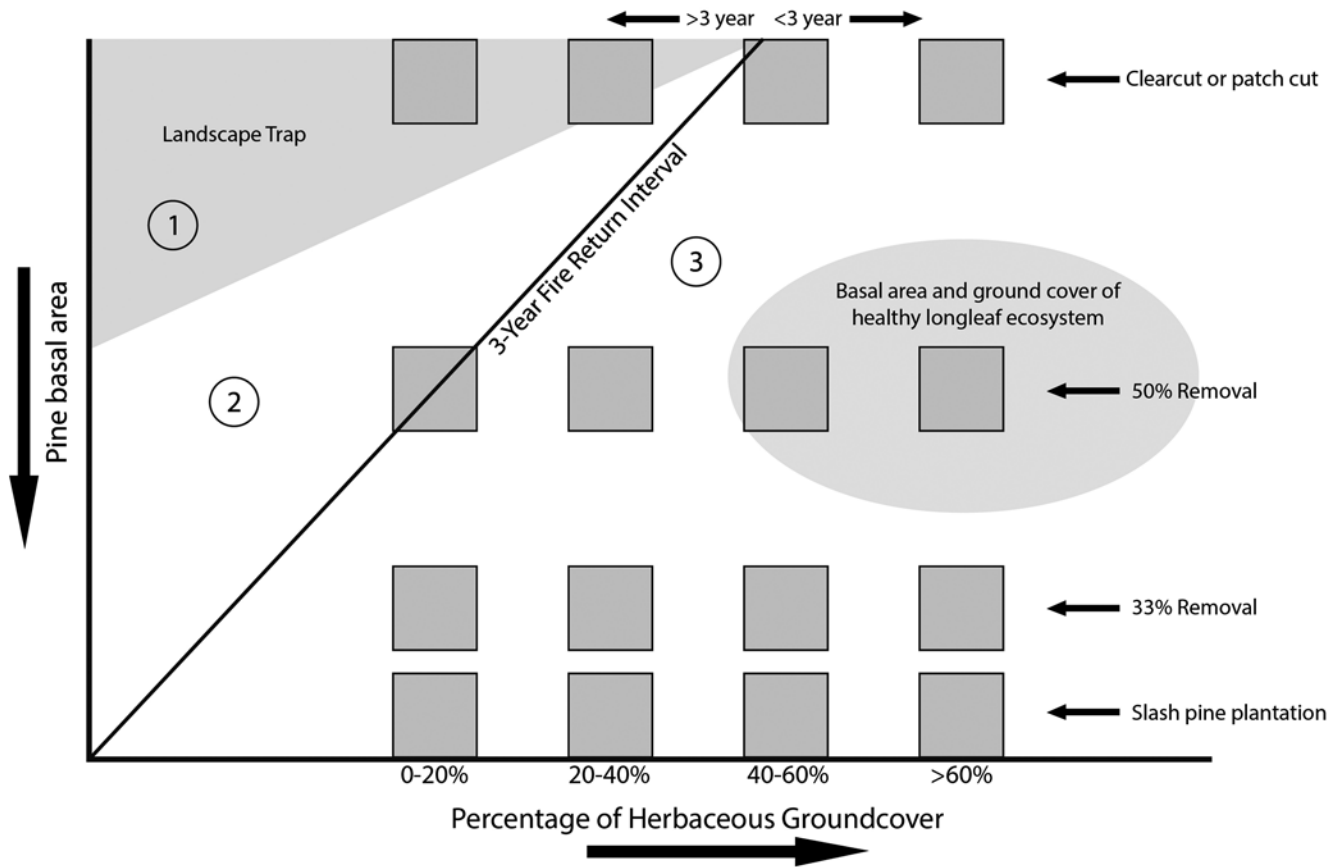 >3 year <3 year
Clearcut or patch cut
Landscape Trap
1
3-Year Fire Return Interval
3
Basal area and ground cover of
healthy longleaf ecosystem
Pine basal area
2
50% Removal
33% Removal
Slash pine plantation
0-20% 20-40% 40-60% >60%
Percentage of Herbaceous Groundcover